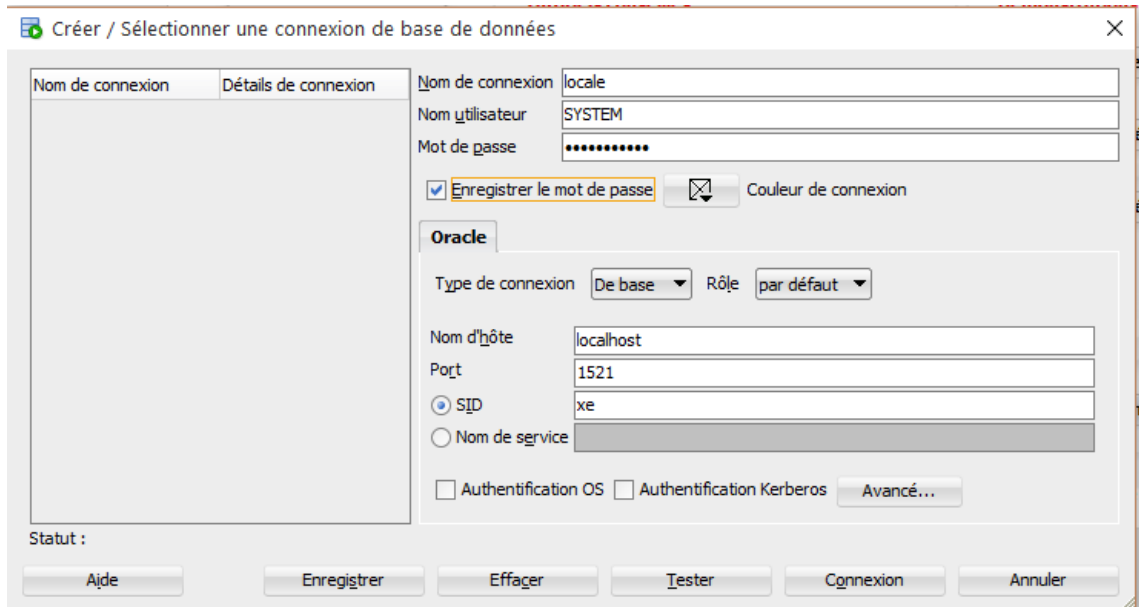 Créer / Sélectionner une connexion de base de données
Nom de connexion Détails de connexion
Nom de connexion locale
Nom utilisateur SYSTEM
Mot de passe •••••••••••
Enregistrer le mot de passe Couleur de connexion
Oracle
Type de connexion De base Rôle par défaut
Nom d'hôte localhost
Port 1521
SID xe
Nom de service
Authentification OS Authentification Kerberos Avancé...
Statut :
Aide Enregistrer Effacer Tester Connexion Annuler